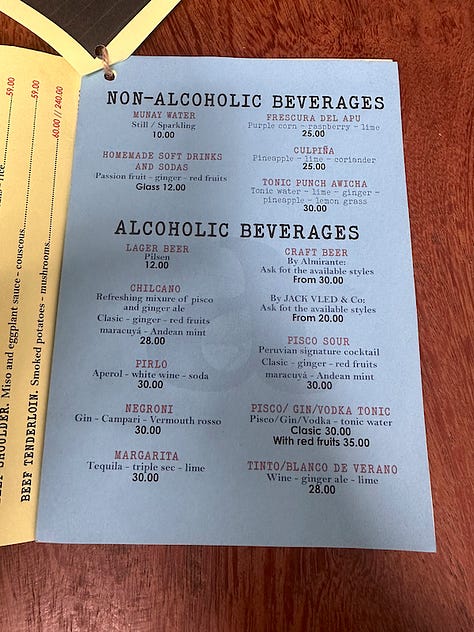 rice 59.00
SHOULDER. Miso and eggplant sauce - couscous 59.00
BEEF TENDERLOIN. Smoked potatoes - mushrooms 60.00 // 240.00
NON-ALCOHOLIC BEVERAGES
MUNAY WATER
Still / Sparkling
10.00
HOMEMADE SOFT DRINKS
AND SODAS
Passion fruit - ginger - red fruits
Glass 12.00
FRESCURA DEL APU
Purple corn - raspberry - lime
25.00
CULPIÑA
Pineapple - lime - coriander
25.00
TONIC PUNCH AWICHA
Tonic water - lime - ginger -
pineapple - lemon grass
30.00
ALCOHOLIC BEVERAGES
LAGER BEER
Pilsen
12.00
CHILCANO
Refreshing mixure of pisco
and ginger ale
Clasic - ginger - red fruits
maracuyá - Andean mint
28.00
PIRLO
Aperol - white wine - soda
30.00
NEGRONI
Gin - Campari - Vermouth rosso
30.00
MARGARITA
Tequila - triple sec - lime
30.00
CRAFT BEER
By Almirante:
Ask fot the available styles
From 30.00
By JACK VLED & Co:
Ask fot the available styles
From 20.00
PISCO SOUR
Peruvian signature cocktail
Clasic - ginger - red fruits
maracuyá - Andean mint
30.00
PISCO/ GIN/VODKA TONIC
Pisco/Gin/Vodka - tonic water
Clasic 30.00
With red fruits 35.00
TINTO/BLANCO DE VERANO
Wine - ginger ale - lime
28.00